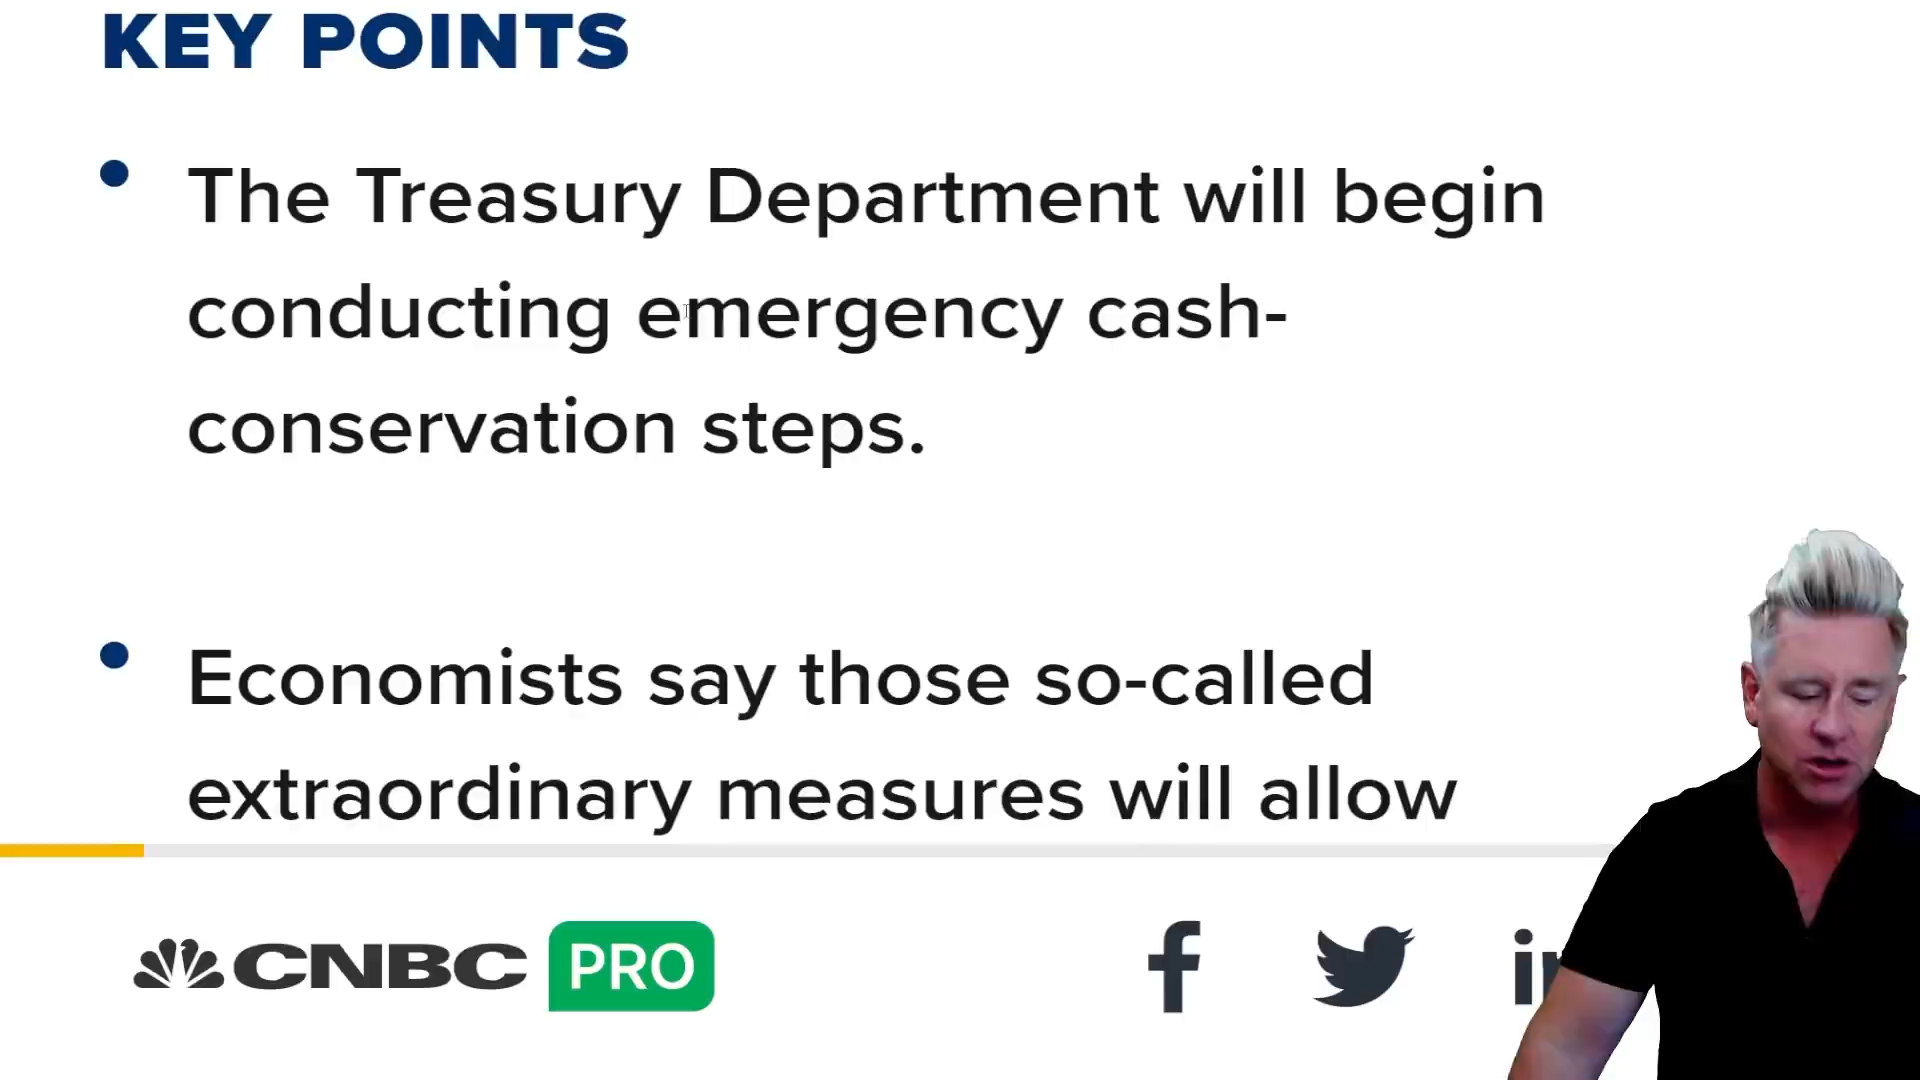 KEY POINTS
The Treasury Department will begin
conducting emergency cash-
conservation steps.
Economists say those so-called
extraordinary measures will allow
CNBC PRO